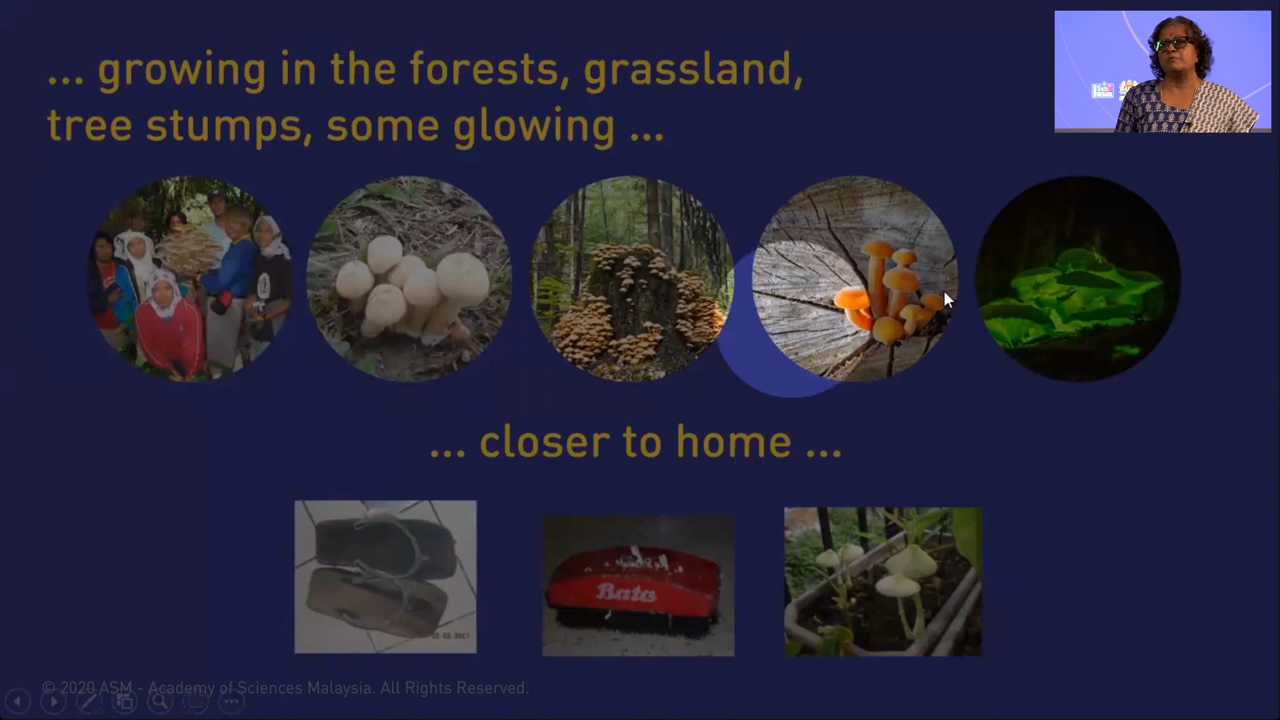 ... growing in the forests, grassland,
tree stumps, some glowing ...
... closer to home ...
Bata
© 2020 ASM - Academy of Sciences Malaysia. All Rights Reserved.